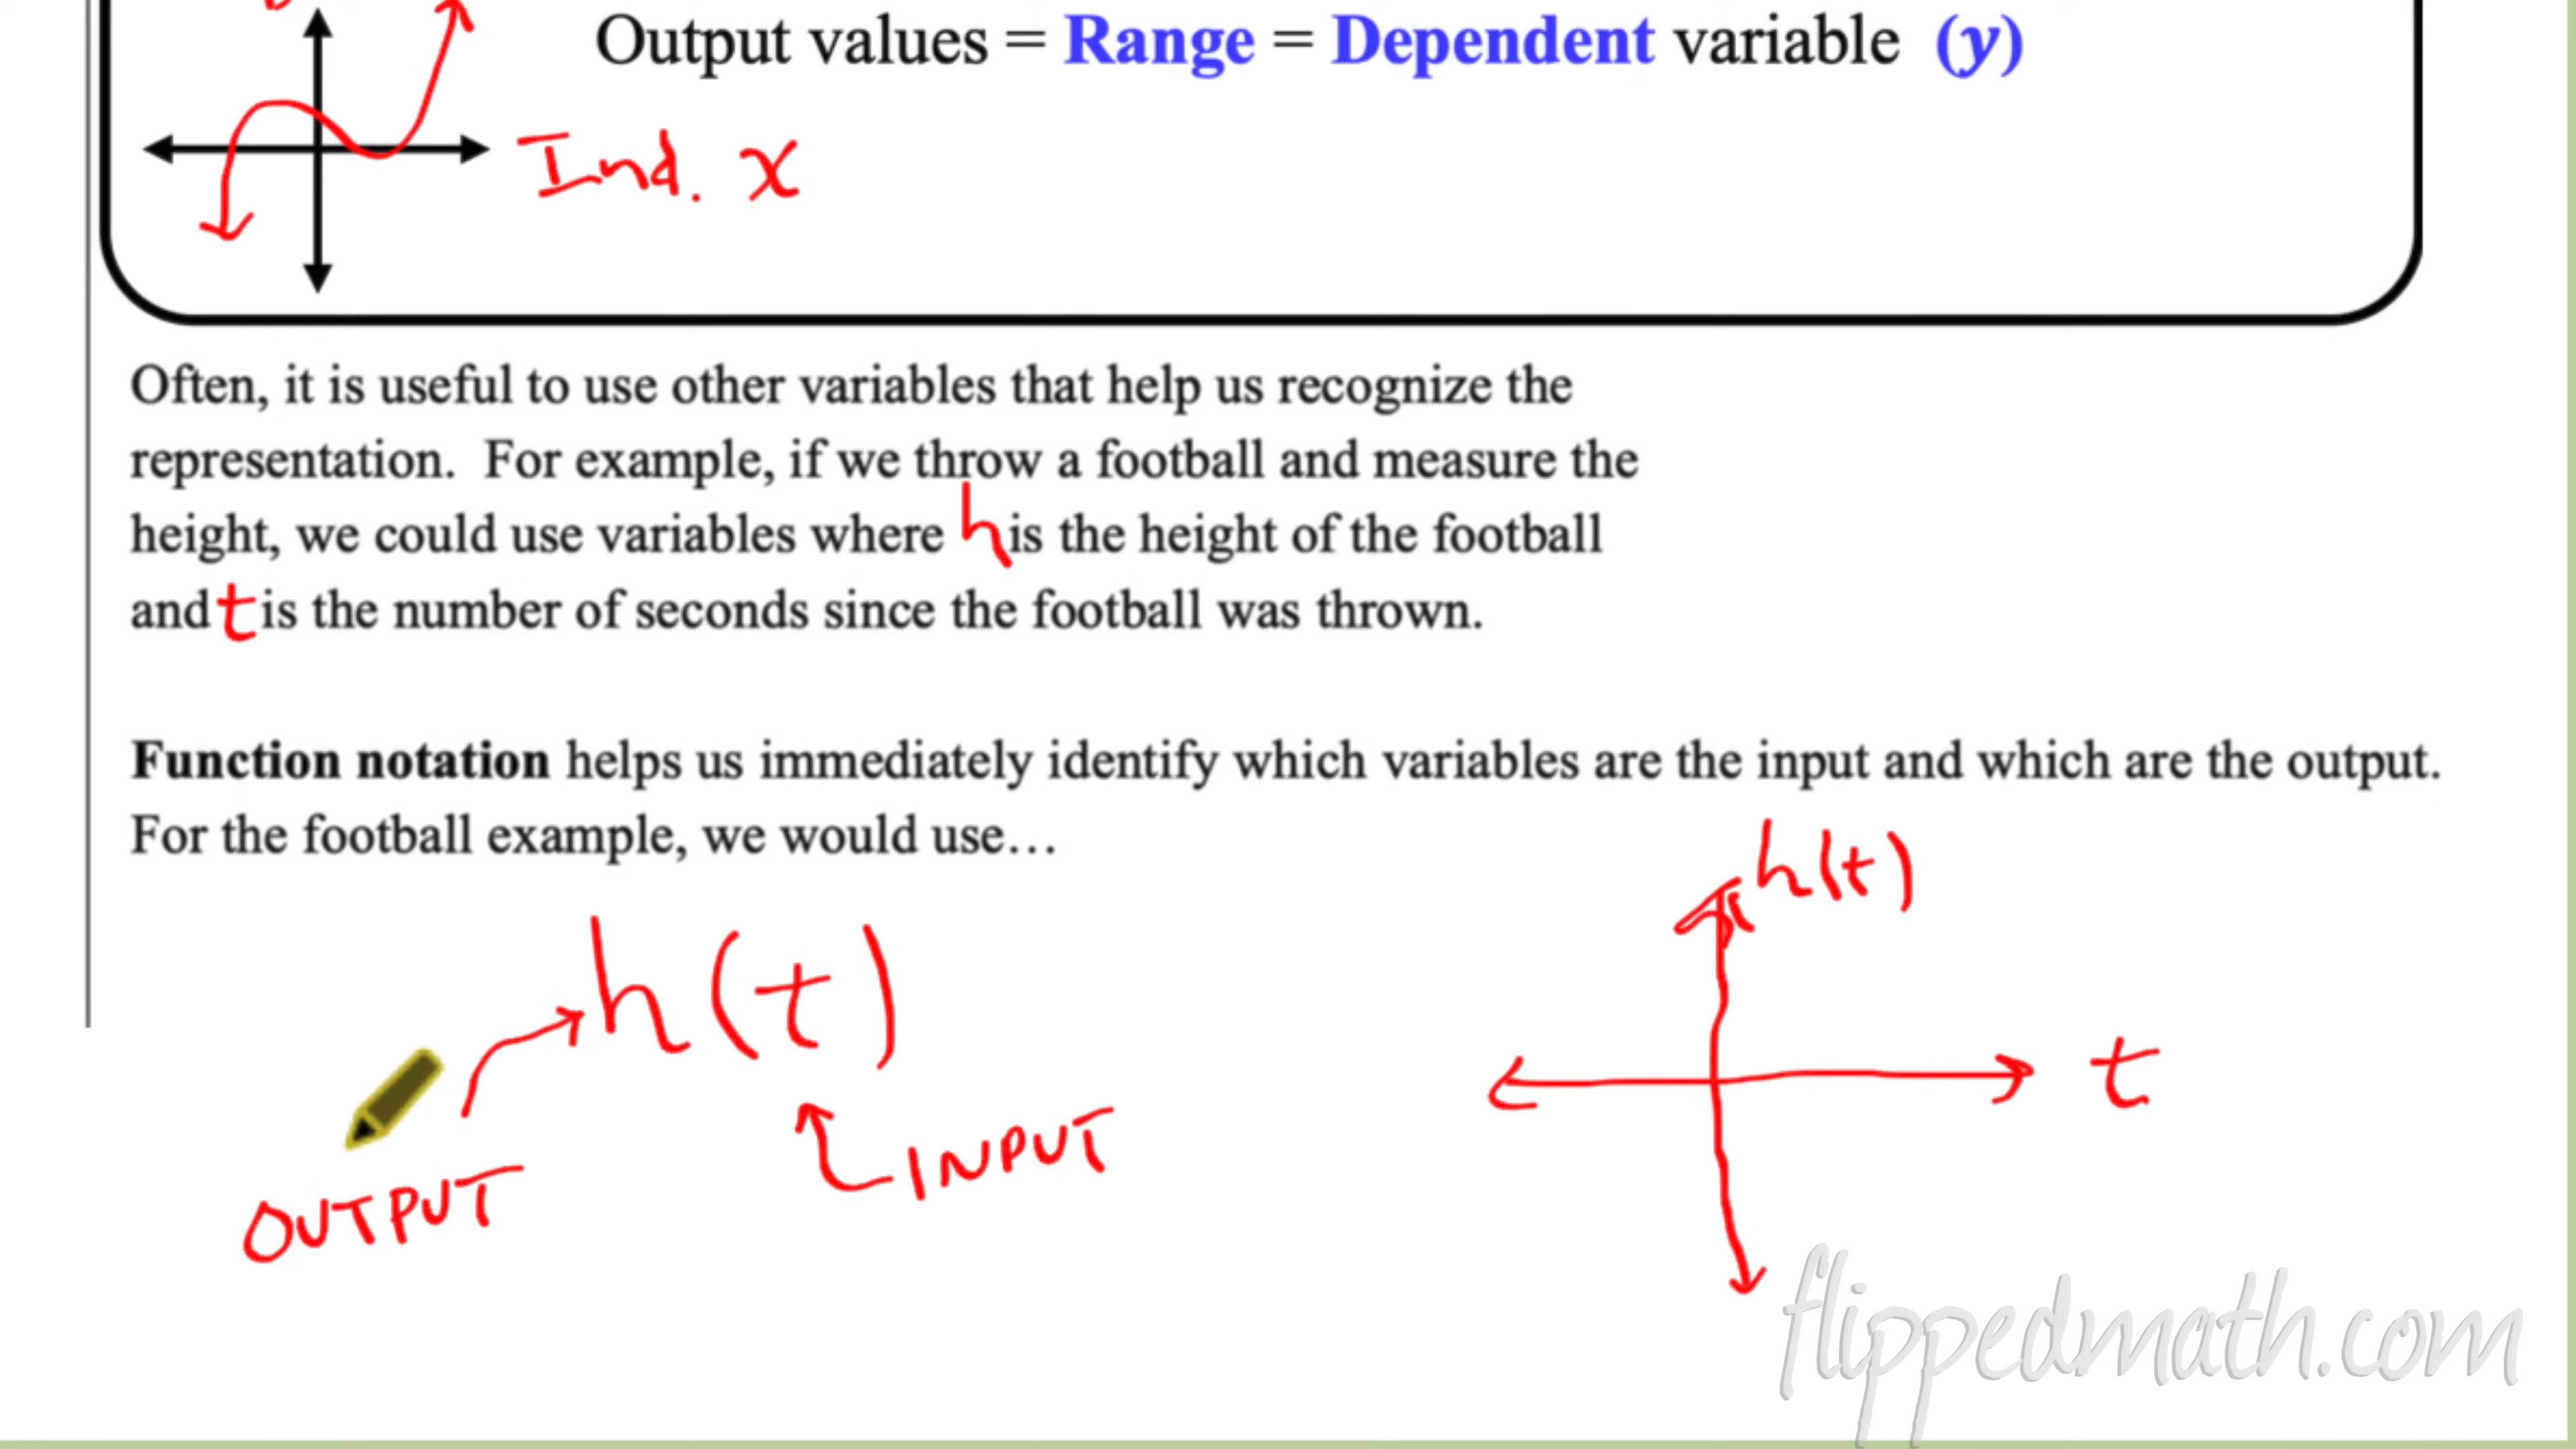 Output values = Range = Dependent variable (y)
Ind. x
Often, it is useful to use other variables that help us recognize the
representation. For example, if we throw a football and measure the
height, we could use variables where h is the height of the football
and t is the number of seconds since the football was thrown.
Function notation helps us immediately identify which variables are the input and which are the output.
For the football example, we would use…
h(t)
h(t)
t
INPUT
OUTPUT
flippedmath.com